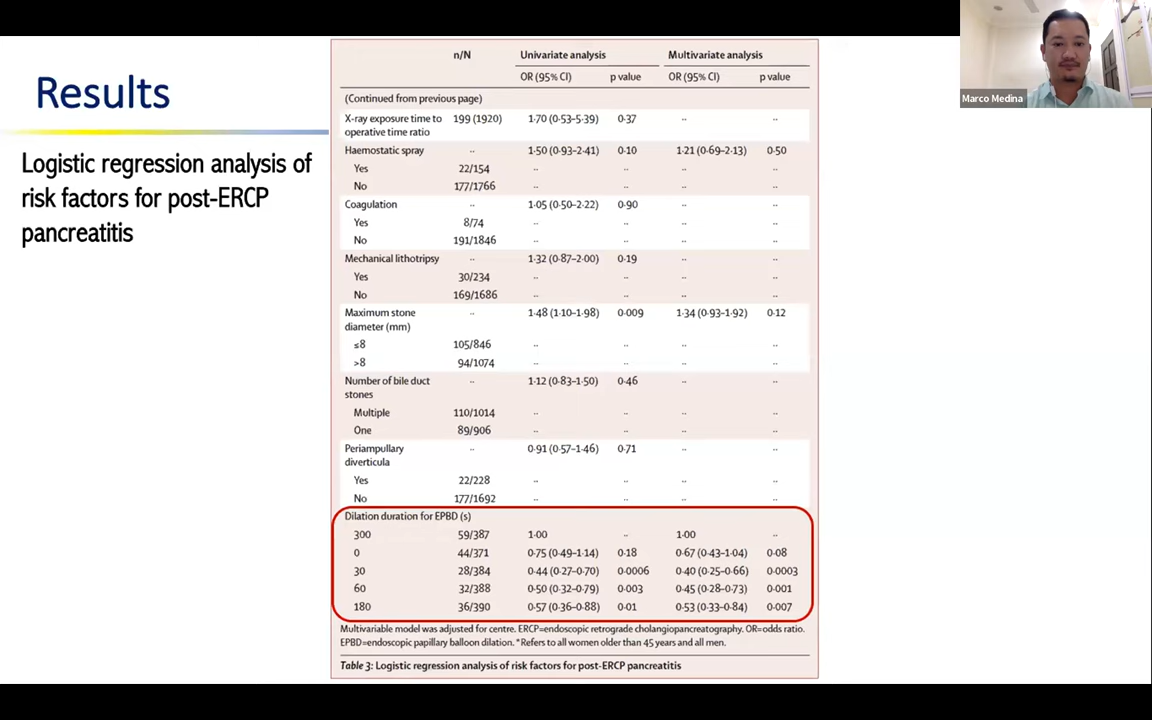 Results
Logistic regression analysis of
risk factors for post-ERCP
pancreatitis
Marco Medina
n/N Univariate analysis Multivariate analysis
OR (95% CI) p value OR (95% CI) p value
(Continued from previous page)
X-ray exposure time to 199 (1920) 1·70 (0·53–5·39) 0·37 ·· ··
operative time ratio
Haemostatic spray ·· 1·50 (0·93–2·41) 0·10 1·21 (0·69–2·13) 0·50
Yes 22/154 ·· ·· ·· ··
No 177/1766 ·· ·· ·· ··
Coagulation ·· 1·05 (0·50–2·22) 0·90 ·· ··
Yes 8/74 ·· ·· ·· ··
No 191/1846 ·· ·· ·· ··
Mechanical lithotripsy ·· 1·32 (0·87–2·00) 0·19 ·· ··
Yes 30/234 ·· ·· ·· ··
No 169/1686 ·· ·· ·· ··
Maximum stone ·· 1·48 (1·10–1·98) 0·009 1·34 (0·93–1·92) 0·12
diameter (mm)
≤8 105/846 ·· ·· ·· ··
>8 94/1074 ·· ·· ·· ··
Number of bile duct ·· 1·12 (0·83–1·50) 0·46 ·· ··
stones
Multiple 110/1014 ·· ·· ·· ··
One 89/906 ·· ·· ·· ··
Periampullary ·· 0·91 (0·57–1·46) 0·71 ·· ··
diverticula
Yes 22/228 ·· ·· ·· ··
No 177/1692 ·· ·· ·· ··
Dilation duration for EPBD (s)
300 59/387 1·00 ·· 1·00 ··
0 44/371 0·75 (0·49–1·14) 0·18 0·67 (0·43–1·04) 0·08
30 28/384 0·44 (0·27–0·70) 0·0006 0·40 (0·25–0·66) 0·0003
60 32/388 0·50 (0·32–0·79) 0·003 0·45 (0·28–0·73) 0·001
180 36/390 0·57 (0·36–0·88) 0·01 0·53 (0·33–0·84) 0·007
Multivariable model was adjusted for centre. ERCP=endoscopic retrograde cholangiopancreatography. OR=odds ratio.
EPBD=endoscopic papillary balloon dilation. *Refers to all women older than 45 years and all men.
Table 3: Logistic regression analysis of risk factors for post-ERCP pancreatitis